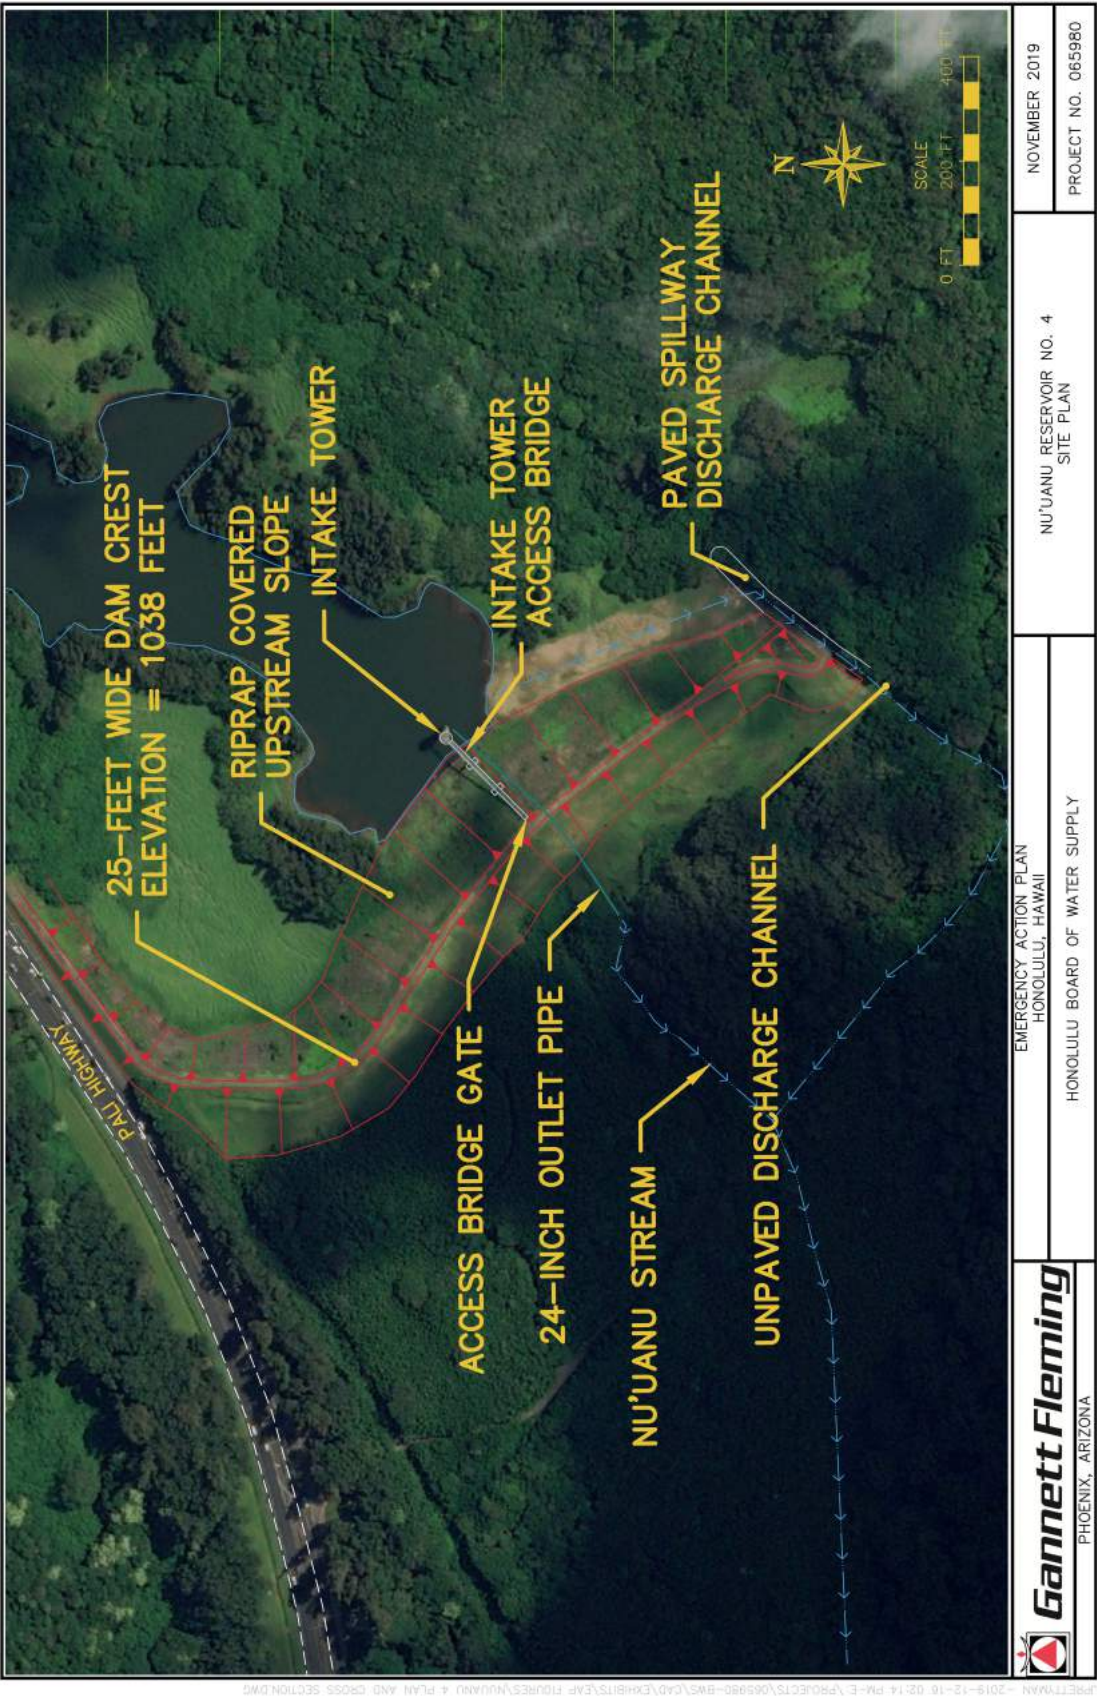 25-FEET WIDE DAM CREST
ELEVATION = 1038 FEET
RIPRAP COVERED
UPSTREAM SLOPE
INTAKE TOWER
INTAKE TOWER
ACCESS BRIDGE
PAVED SPILLWAY
DISCHARGE CHANNEL
N
SCALE
0 FT 200 FT 400 FT
PALI HIGHWAY
ACCESS BRIDGE GATE
24-INCH OUTLET PIPE
NU'UANU STREAM
UNPAVED DISCHARGE CHANNEL
Gannett Fleming
PHOENIX, ARIZONA
EMERGENCY ACTION PLAN
HONOLULU, HAWAII
HONOLULU BOARD OF WATER SUPPLY
NU'UANU RESERVOIR NO. 4
SITE PLAN
NOVEMBER 2019
PROJECT NO. 065980